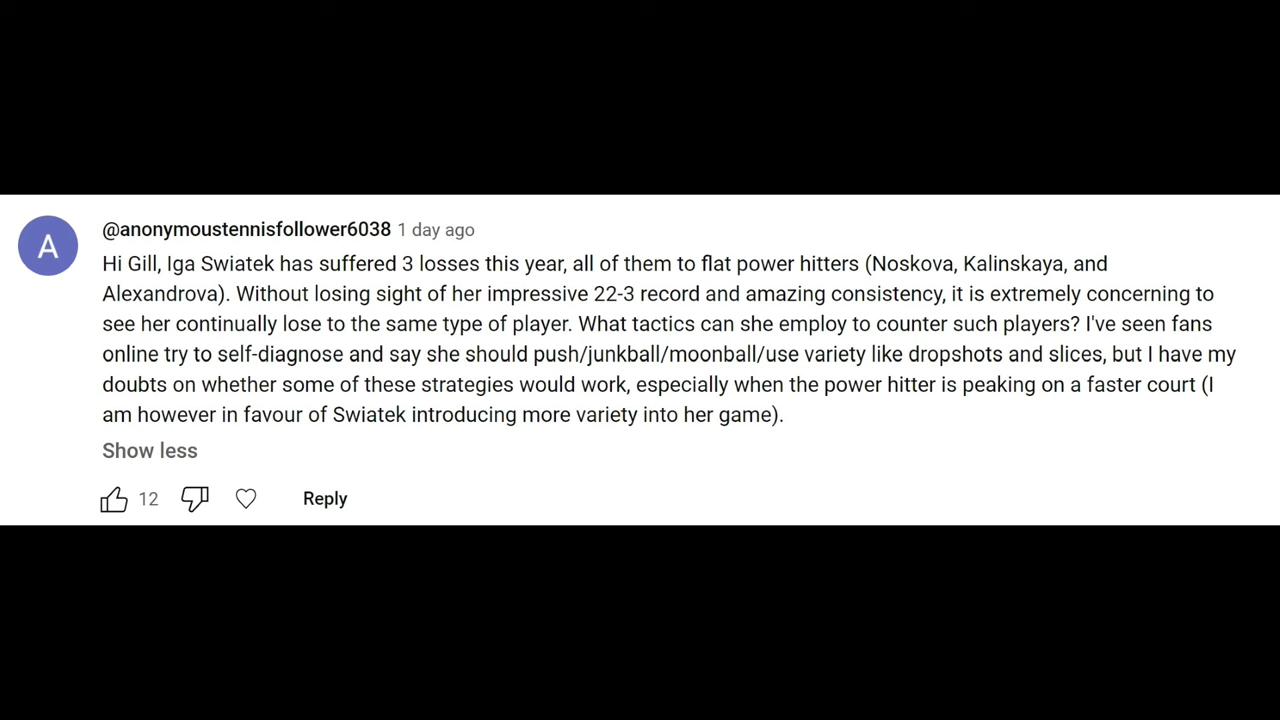 @anonymoustennisfollower6038 1 day ago
Hi Gill, Iga Swiatek has suffered 3 losses this year, all of them to flat power hitters (Noskova, Kalinskaya, and
Alexandrova). Without losing sight of her impressive 22-3 record and amazing consistency, it is extremely concerning to
see her continually lose to the same type of player. What tactics can she employ to counter such players? I've seen fans
online try to self-diagnose and say she should push/junkball/moonball/use variety like dropshots and slices, but I have my
doubts on whether some of these strategies would work, especially when the power hitter is peaking on a faster court (I
am however in favour of Swiatek introducing more variety into her game).
Show less
12 Reply
A